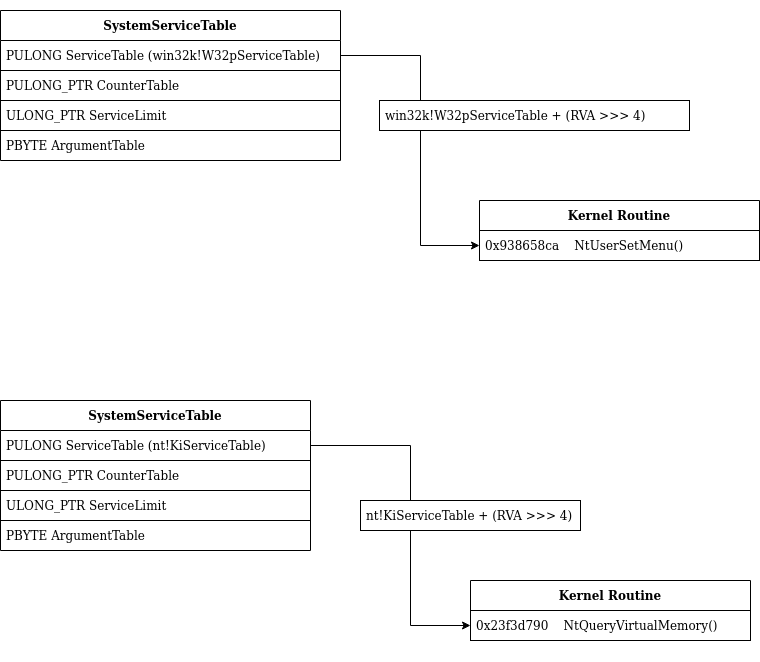 SystemServiceTable
PULONG ServiceTable (win32k!W32pServiceTable)
PULONG_PTR CounterTable
ULONG_PTR ServiceLimit
PBYTE ArgumentTable
win32k!W32pServiceTable + (RVA >>> 4)
Kernel Routine
0x938658ca NtUserSetMenu()
SystemServiceTable
PULONG ServiceTable (nt!KiServiceTable)
PULONG_PTR CounterTable
ULONG_PTR ServiceLimit
PBYTE ArgumentTable
nt!KiServiceTable + (RVA >>> 4)
Kernel Routine
0x23f3d790 NtQueryVirtualMemory()